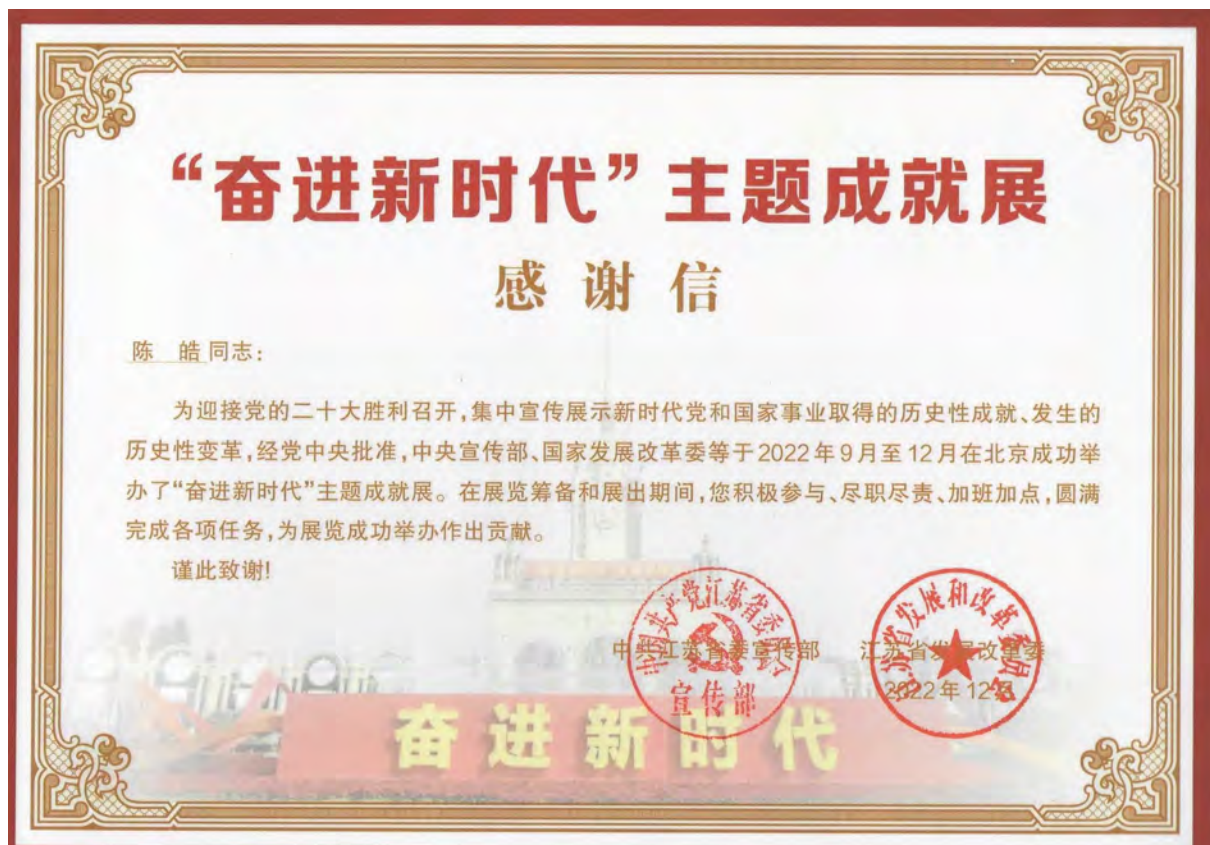 “奋进新时代”主题成就展
感谢信
陈 皓同志：
为迎接党的二十大胜利召开，集中宣传展示新时代党和国家事业取得的历史性成就、发生的
历史性变革，经党中央批准，中央宣传部、国家发展改革委等于2022年9月至12月在北京成功举
办了“奋进新时代”主题成就展。在展览筹备和展出期间，您积极参与、尽职尽责、加班加点，圆满
完成各项任务，为展览成功举办作出贡献。
谨此致谢！
中国共产党江苏省委员会
宣传部
江苏省发展和改革委员会
中共江苏省委宣传部 江苏省发展改革委
2022年12月
奋进新时代